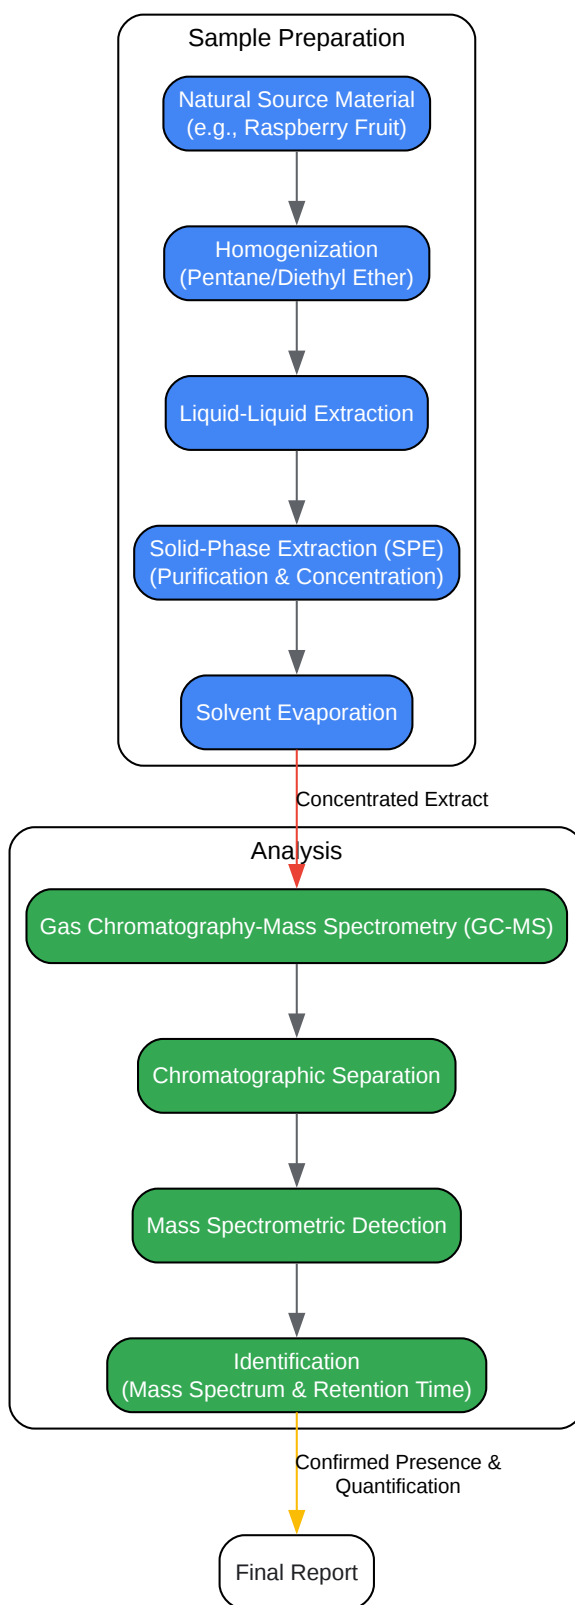 Sample Preparation
Natural Source Material
(e.g., Raspberry Fruit)
Homogenization
(Pentane/Diethyl Ether)
Liquid-Liquid Extraction
Solid-Phase Extraction (SPE)
(Purification & Concentration)
Solvent Evaporation
Concentrated Extract
Analysis
Gas Chromatography-Mass Spectrometry (GC-MS)
Chromatographic Separation
Mass Spectrometric Detection
Identification
(Mass Spectrum & Retention Time)
Confirmed Presence &
Quantification
Final Report